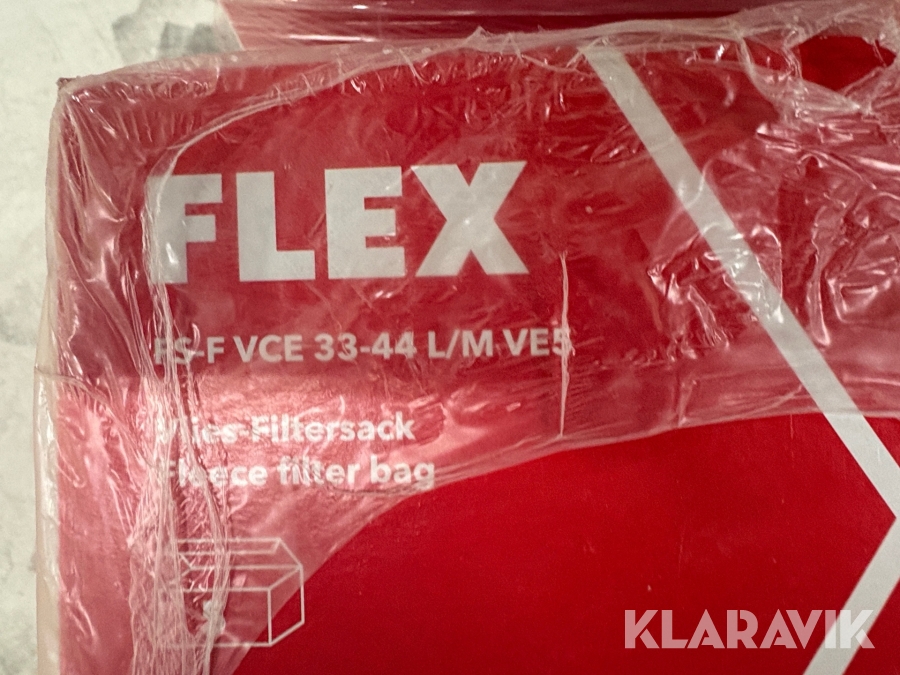 FLEX
FS-F VCE 33-44 L/M VE5
Vlies-Filtersack
Fleece filter bag
KLARAVIK